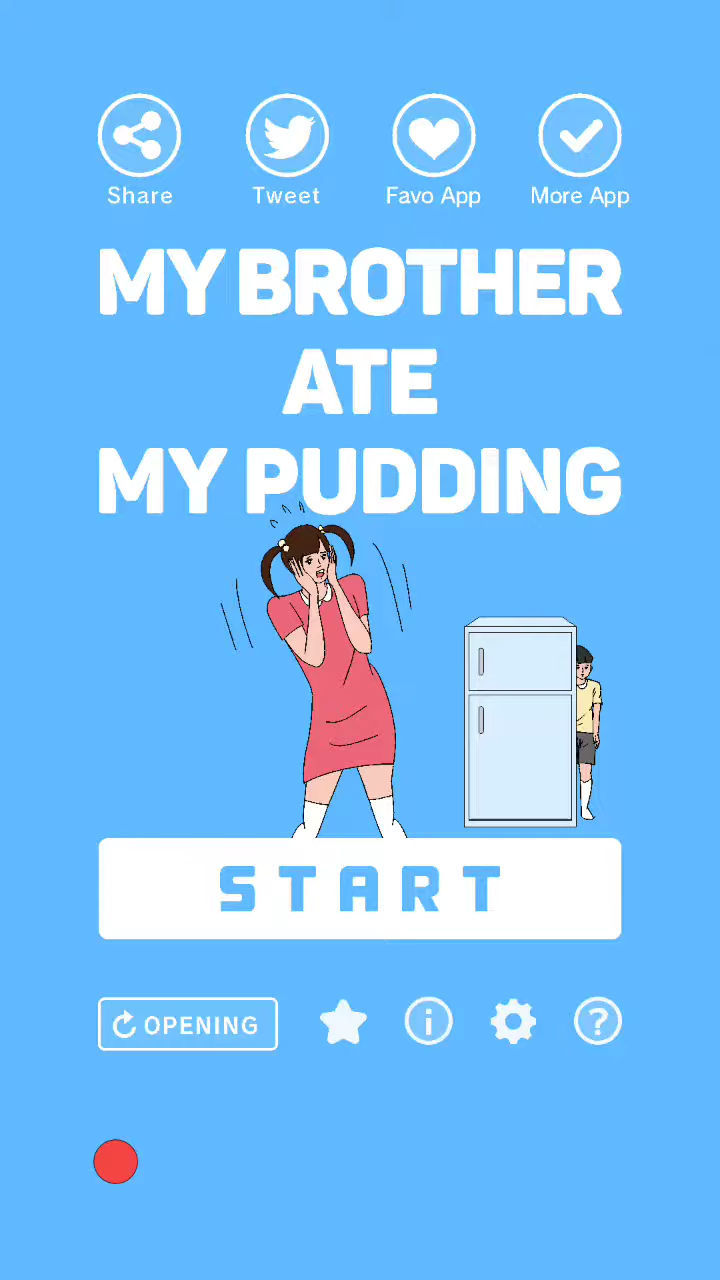 Share
Tweet
Favo App
More App
MY BROTHER
ATE
MY PUDDING
START
OPENING
i
?